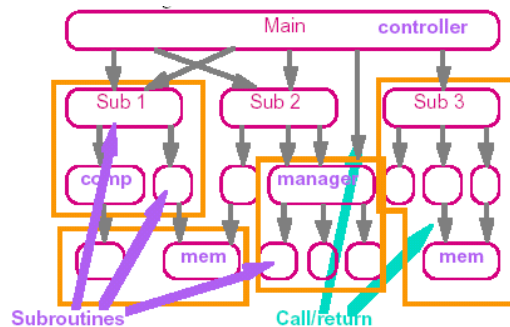 Main
controller
Sub 1
Sub 2
Sub 3
comp
manager
mem
mem
Subroutines
Call/return